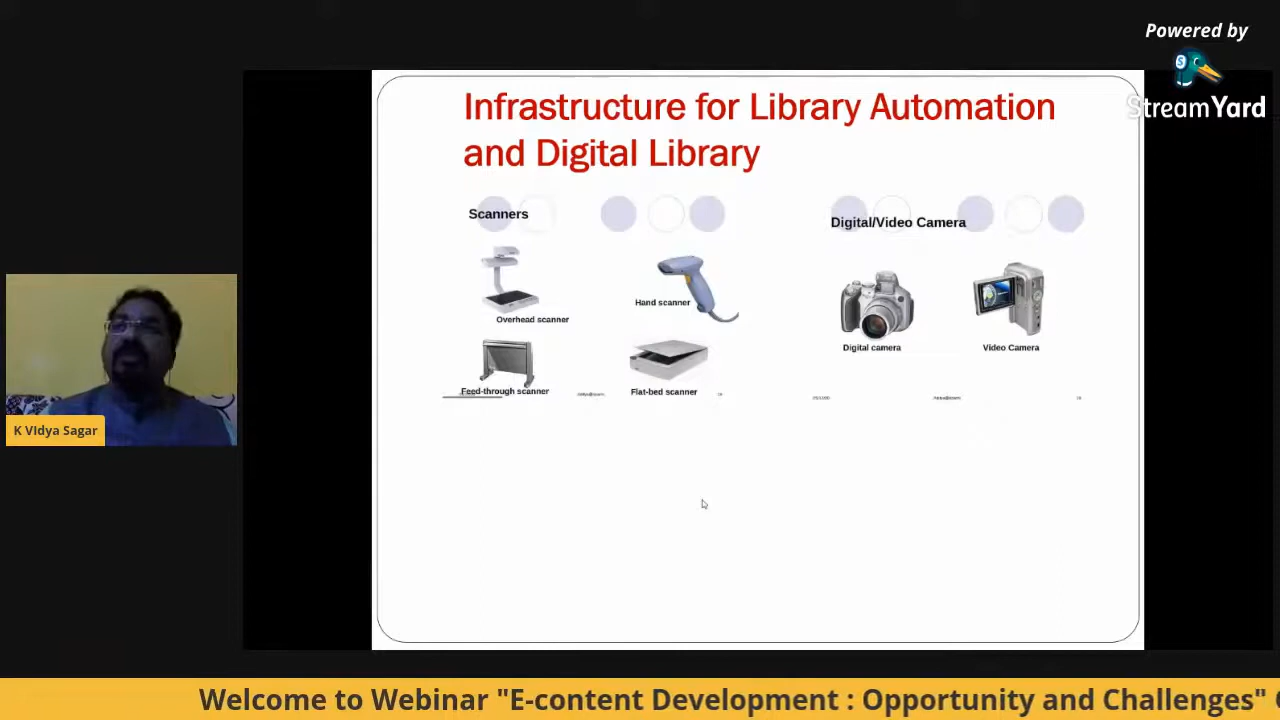 Powered by
StreamYard
Infrastructure for Library Automation
and Digital Library
Scanners
Digital/Video Camera
Overhead scanner
Hand scanner
Digital camera
Video Camera
Feed-through scanner
Flat-bed scanner
K VIdya Sagar
Welcome to Webinar "E-content Development : Opportunity and Challenges"